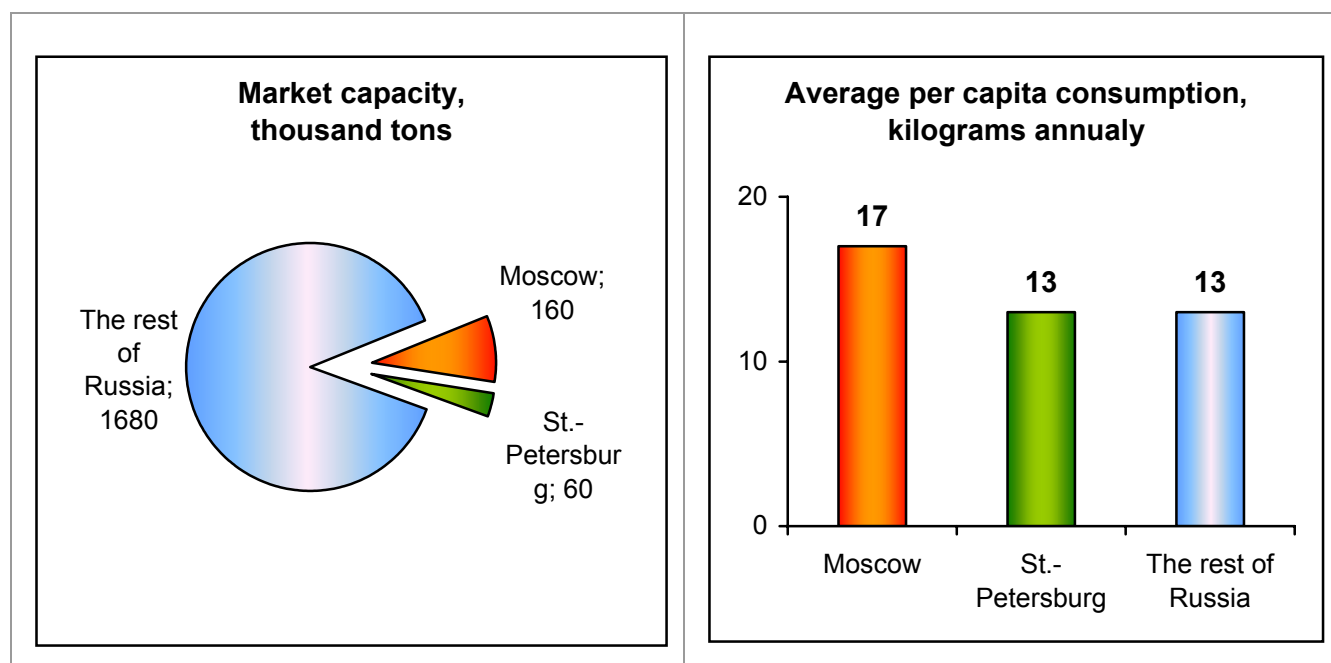 Market capacity,
thousand tons
The rest
of
Russia;
1680
Moscow;
160
St.-
Petersbur
g; 60
Average per capita consumption,
kilograms annualy
20
10
0
17
13
13
Moscow
St.-
Petersburg
The rest of
Russia